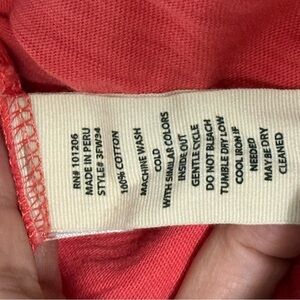 RN# 101206
MADE IN PERU
STYLE# 3FW34
100% COTTON
MACHINE WASH
COLD
WITH SIMILAR COLORS
INSIDE OUT
GENTLE CYCLE
DO NOT BLEACH
TUMBLE DRY LOW
COOL IRON IF
NEEDED
MAY BE DRY
CLEANED